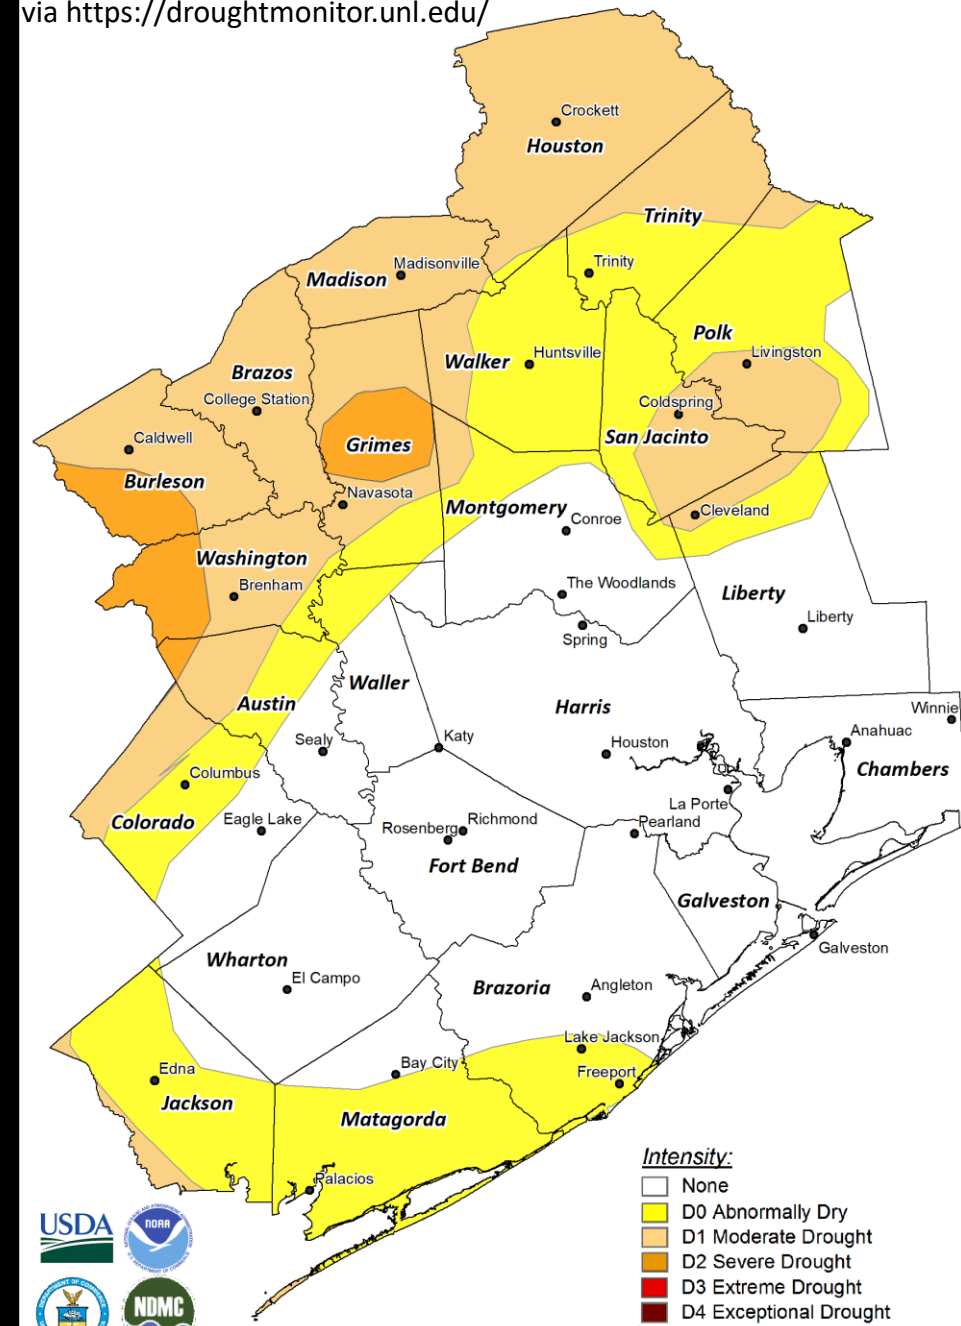 via https://droughtmonitor.unl.edu/
Crockett
Houston
Trinity
Trinity
Madisonville
Madison
Polk
Livingston
Walker
Huntsville
Brazos
College Station
Coldspring
San Jacinto
Caldwell
Grimes
Burleson
Navasota
Montgomery
Conroe
Cleveland
Washington
Brenham
The Woodlands
Liberty
Liberty
Spring
Waller
Austin
Harris
Winnie
Sealy
Katy
Houston
Anahuac
Chambers
Columbus
La Porte
Colorado
Eagle Lake
Rosenberg
Richmond
Pearland
Fort Bend
Galveston
Galveston
Wharton
El Campo
Brazoria
Angleton
Lake Jackson
Edna
Bay City
Freeport
Jackson
Matagorda
Palacios
Intensity:
None
D0 Abnormally Dry
D1 Moderate Drought
D2 Severe Drought
D3 Extreme Drought
D4 Exceptional Drought
USDA
NOAA
NDMC